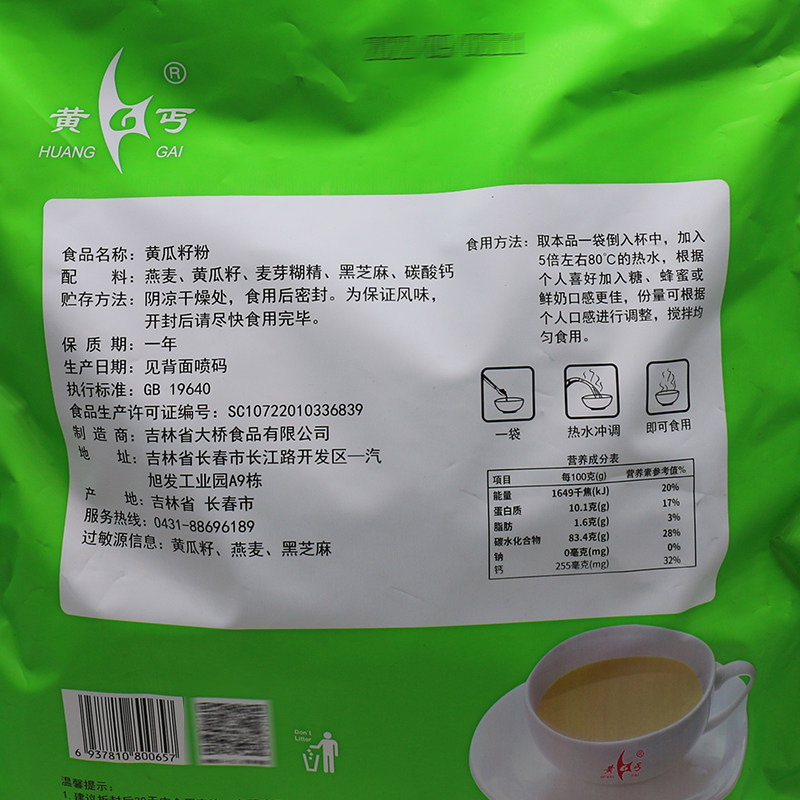 黄 丐 ®
HUANG GAI
食品名称：黄瓜籽粉
配 料：燕麦、黄瓜籽、麦芽糊精、黑芝麻、碳酸钙
贮存方法：阴凉干燥处，食用后密封。为保证风味，
开封后请尽快食用完毕。
保 质 期：一年
生产日期：见背面喷码
执行标准：GB 19640
食品生产许可证编号：SC10722010336839
制 造 商：吉林省大桥食品有限公司
地 址：吉林省长春市长江路开发区一汽
旭发工业园A9栋
产 地：吉林省 长春市
服务热线：0431-88696189
过敏源信息：黄瓜籽、燕麦、黑芝麻
食用方法：取本品一袋倒入杯中，加入
5倍左右80℃的热水，根据
个人喜好加入糖、蜂蜜或
鲜奶口感更佳，份量可根据
个人口感进行调整，搅拌均
匀食用。
一袋 热水冲调 即可食用
营养成分表
项目 每100克(g) 营养素参考值%
能量 1649千焦(kJ) 20%
蛋白质 10.1克(g) 17%
脂肪 1.6克(g) 3%
碳水化合物 83.4克(g) 28%
钠 0毫克(mg) 0%
钙 255毫克(mg) 32%
6 937810 800657
Don't
Litter
黄 丐 ®
温馨提示：